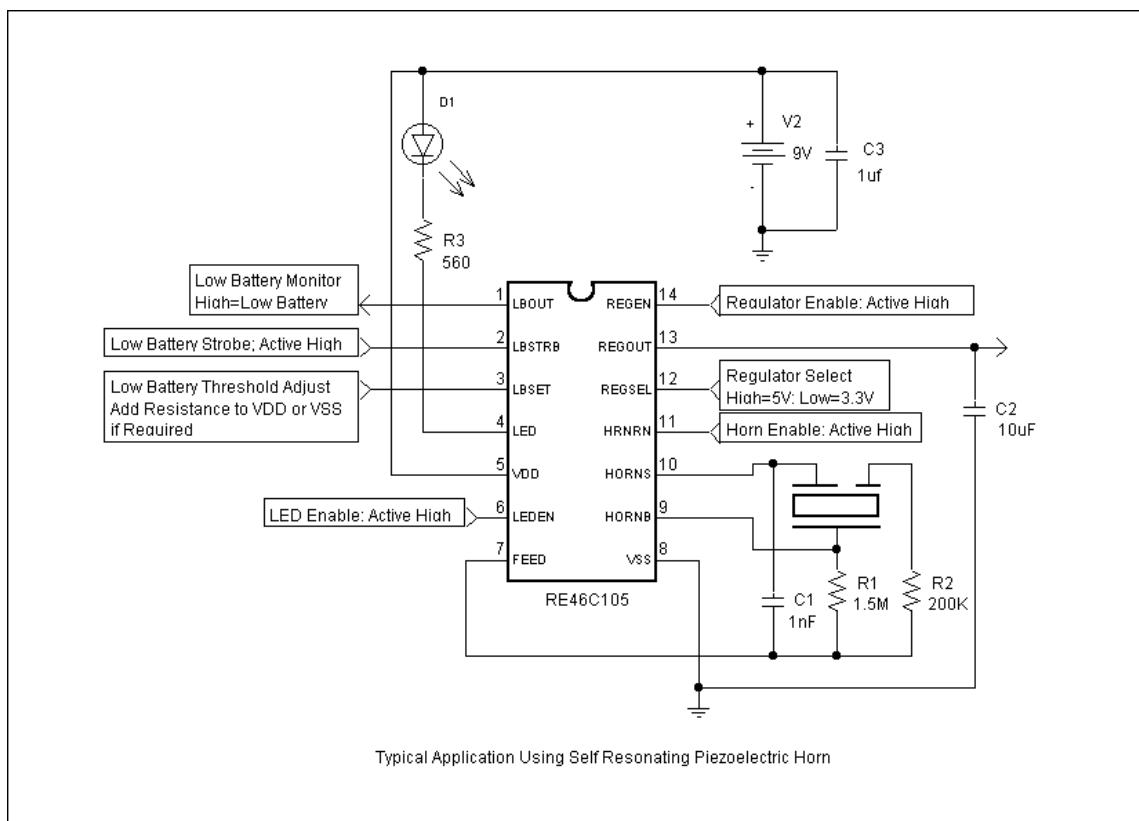 D1
+
V2
9V
-
C3
1uf
R3
560
Low Battery Monitor
High=Low Battery
Low Battery Strobe; Active High
Low Battery Threshold Adjust
Add Resistance to VDD or VSS
if Required
LED Enable: Active High
1
2
3
4
5
6
7
LBOUT
LBSTRB
LBSET
LED
VDD
LEDEN
FEED
REGEN
REGOUT
REGSEL
HRNRN
HORNS
HORNB
VSS
14
13
12
11
10
9
8
RE46C105
Regulator Enable: Active High
Regulator Select
High=5V: Low=3.3V
Horn Enable: Active High
C2
10uF
C1
1nF
R1
1.5M
R2
200K
Typical Application Using Self Resonating Piezoelectric Horn